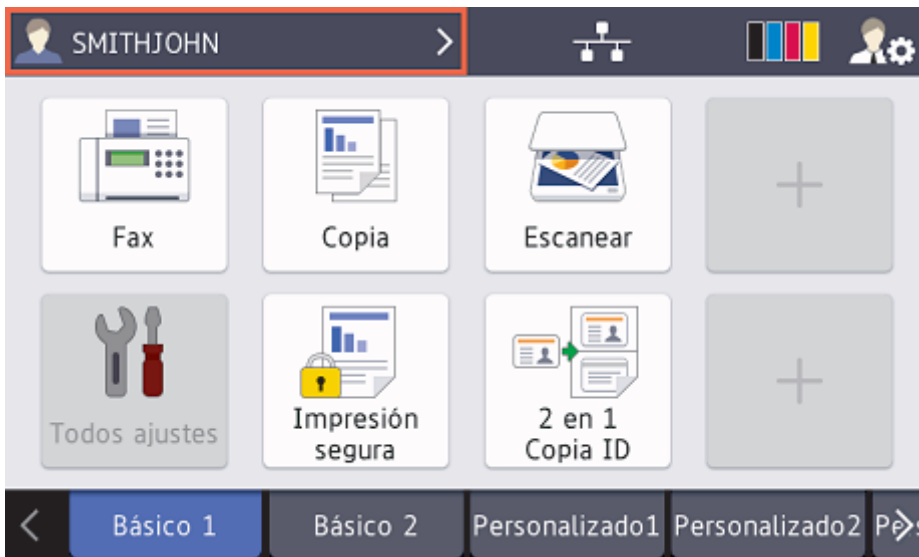 SMITHJOHN
Fax
Copia
Escanear
Todos ajustes
Impresión
segura
2 en 1
Copia ID
Básico 1
Básico 2
Personalizado1
Personalizado2